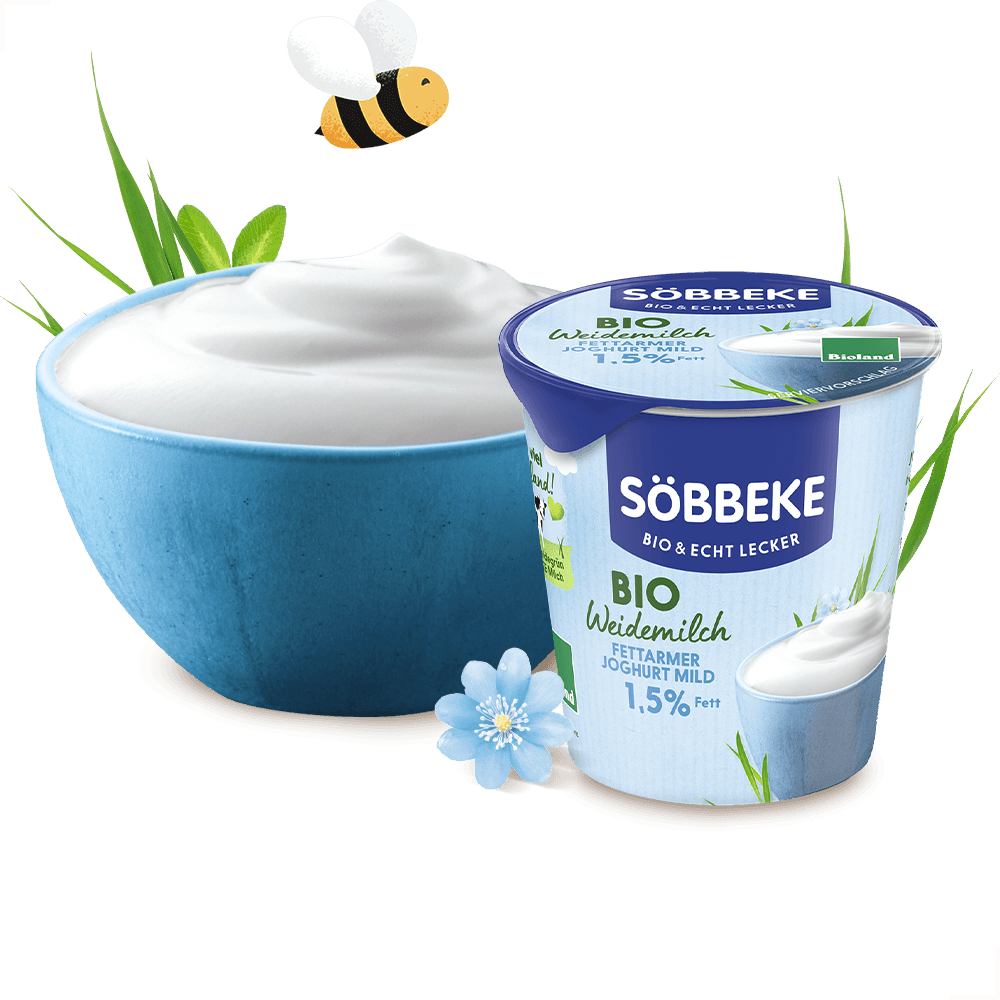 SÖBBEKE
BIO & ECHT LECKER
BIO
Weidemilch
FETTARMER
JOGHURT MILD
1,5% Fett
Bioland
SERVIERVORSCHLAG
SÖBBEKE
BIO & ECHT LECKER
BIO
Weidemilch
FETTARMER
JOGHURT MILD
1,5% Fett
Milch